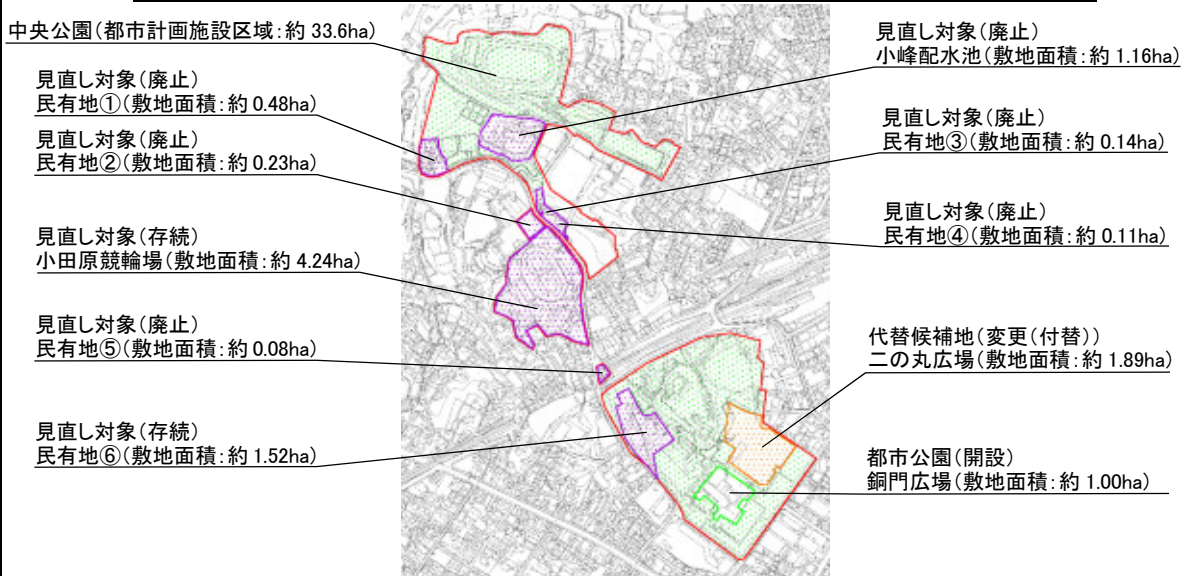 中央公園(都市計画施設区域:約 33.6ha)
見直し対象(廃止)
民有地①(敷地面積:約 0.48ha)
見直し対象(廃止)
民有地②(敷地面積:約 0.23ha)
見直し対象(存続)
小田原競輪場(敷地面積:約 4.24ha)
見直し対象(廃止)
民有地⑤(敷地面積:約 0.08ha)
見直し対象(存続)
民有地⑥(敷地面積:約 1.52ha)
見直し対象(廃止)
小峰配水池(敷地面積:約 1.16ha)
見直し対象(廃止)
民有地③(敷地面積:約 0.14ha)
見直し対象(廃止)
民有地④(敷地面積:約 0.11ha)
代替候補地(変更(付替))
二の丸広場(敷地面積:約 1.89ha)
都市公園(開設)
銅門広場(敷地面積:約 1.00ha)